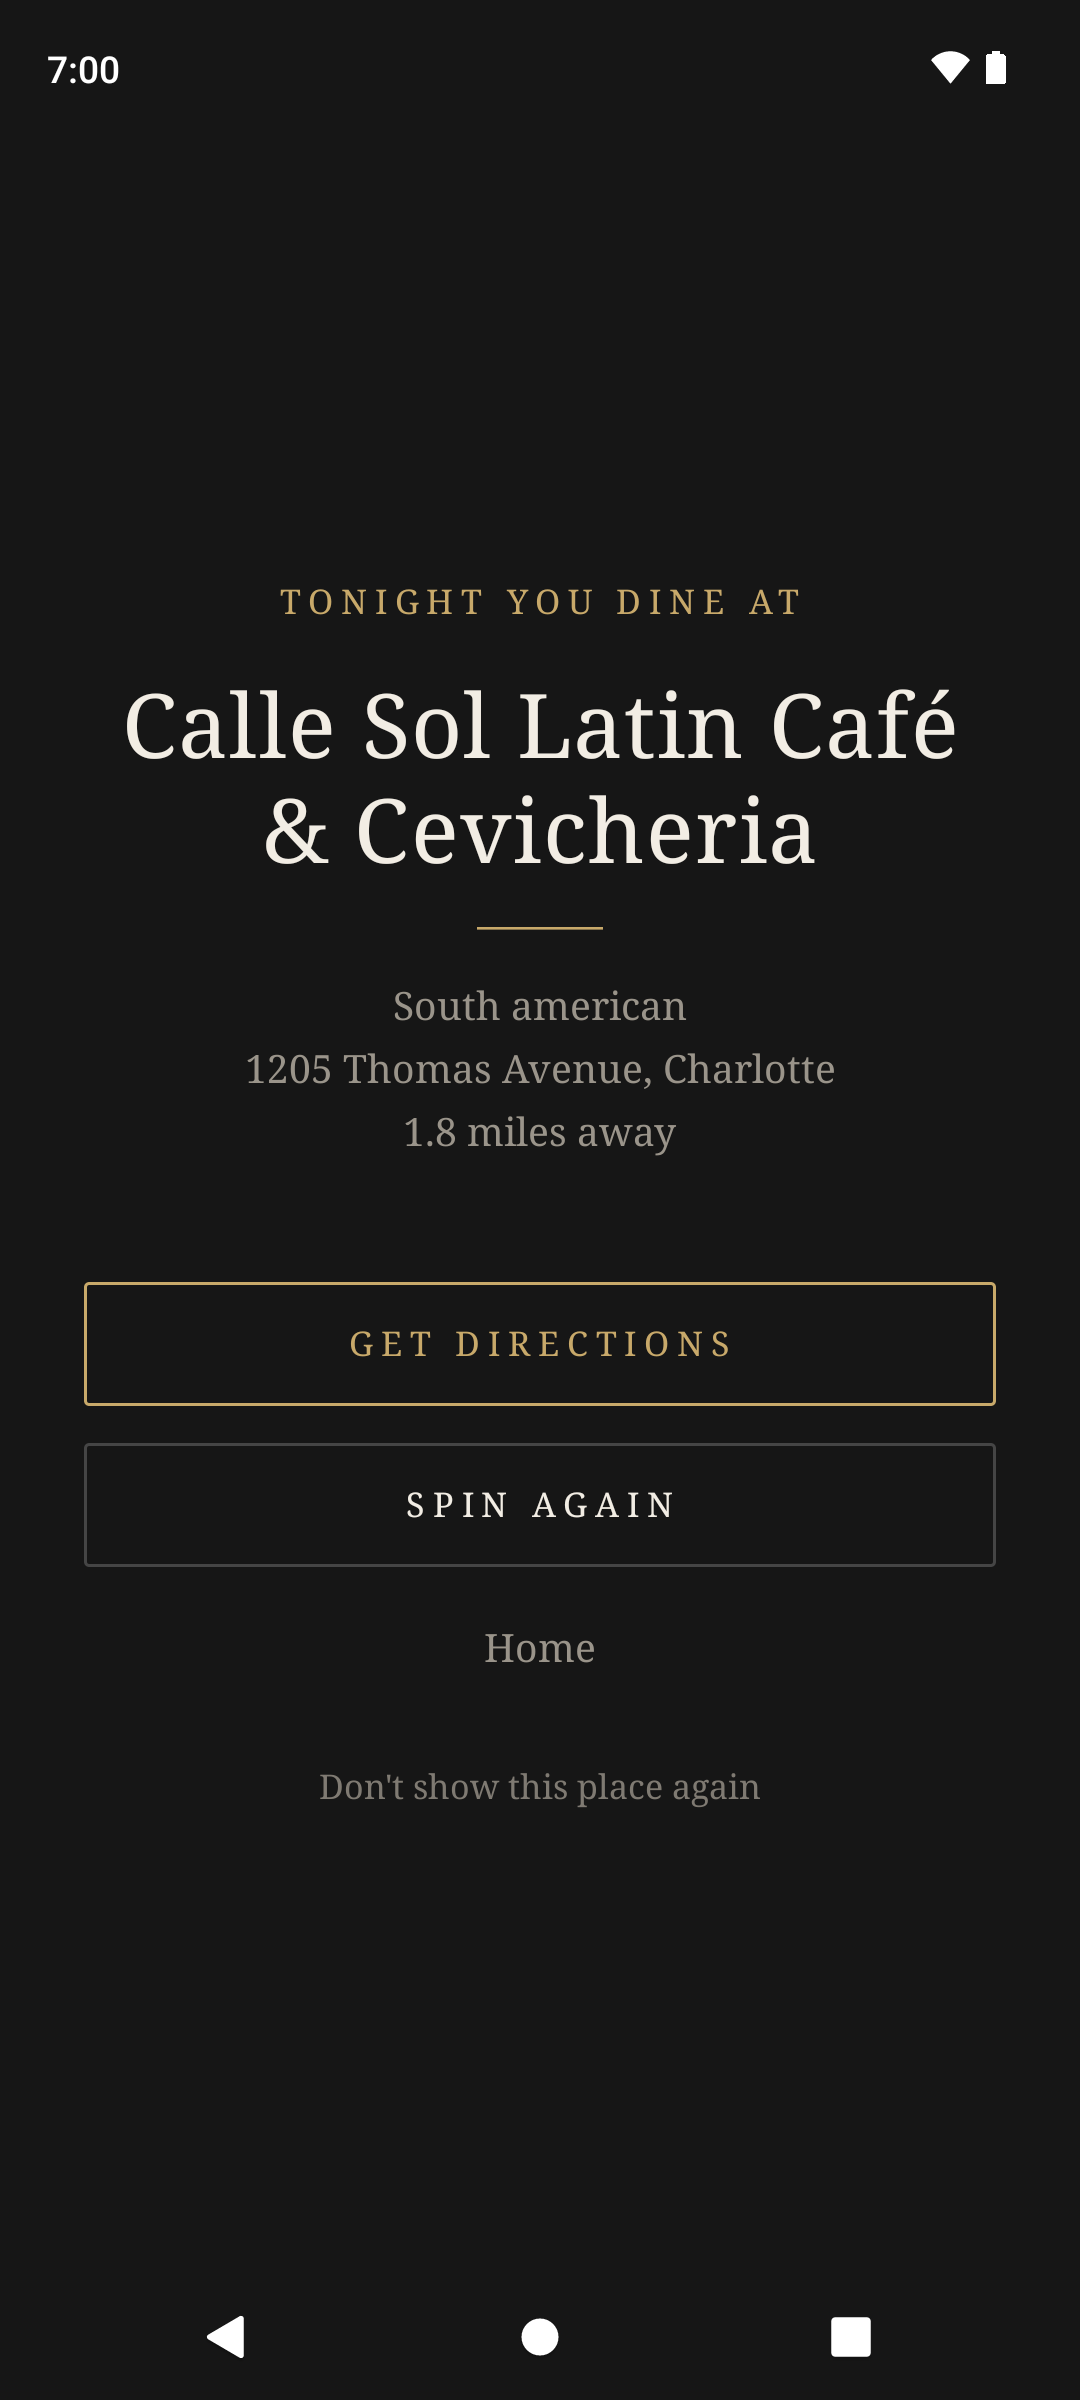 7:00
TONIGHT YOU DINE AT
Calle Sol Latin Café
& Cevicheria
South american
1205 Thomas Avenue, Charlotte
1.8 miles away
GET DIRECTIONS
SPIN AGAIN
Home
Don't show this place again